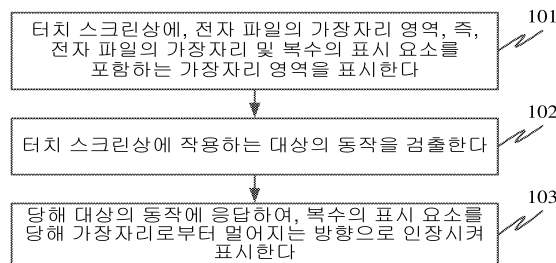 101
터치 스크린상에, 전자 파일의 가장자리 영역, 즉,
전자 파일의 가장자리 및 복수의 표시 요소를
포함하는 가장자리 영역을 표시한다
102
터치 스크린상에 작용하는 대상의 동작을 검출한다
103
당해 대상의 동작에 응답하여, 복수의 표시 요소를
당해 가장자리로부터 멀어지는 방향으로 인장시켜
표시한다